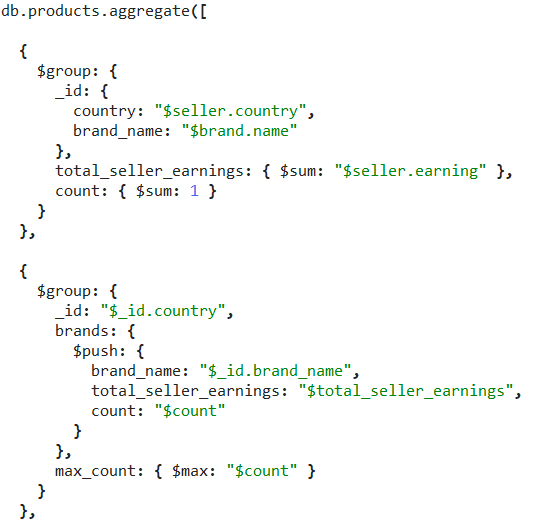 db.products.aggregate([
{
$group: {
_id: {
country: "$seller.country",
brand_name: "$brand.name"
},
total_seller_earnings: { $sum: "$seller.earning" },
count: { $sum: 1 }
}
},
{
$group: {
_id: "$_id.country",
brands: {
$push: {
brand_name: "$_id.brand_name",
total_seller_earnings: "$total_seller_earnings",
count: "$count"
}
},
max_count: { $max: "$count" }
}
},